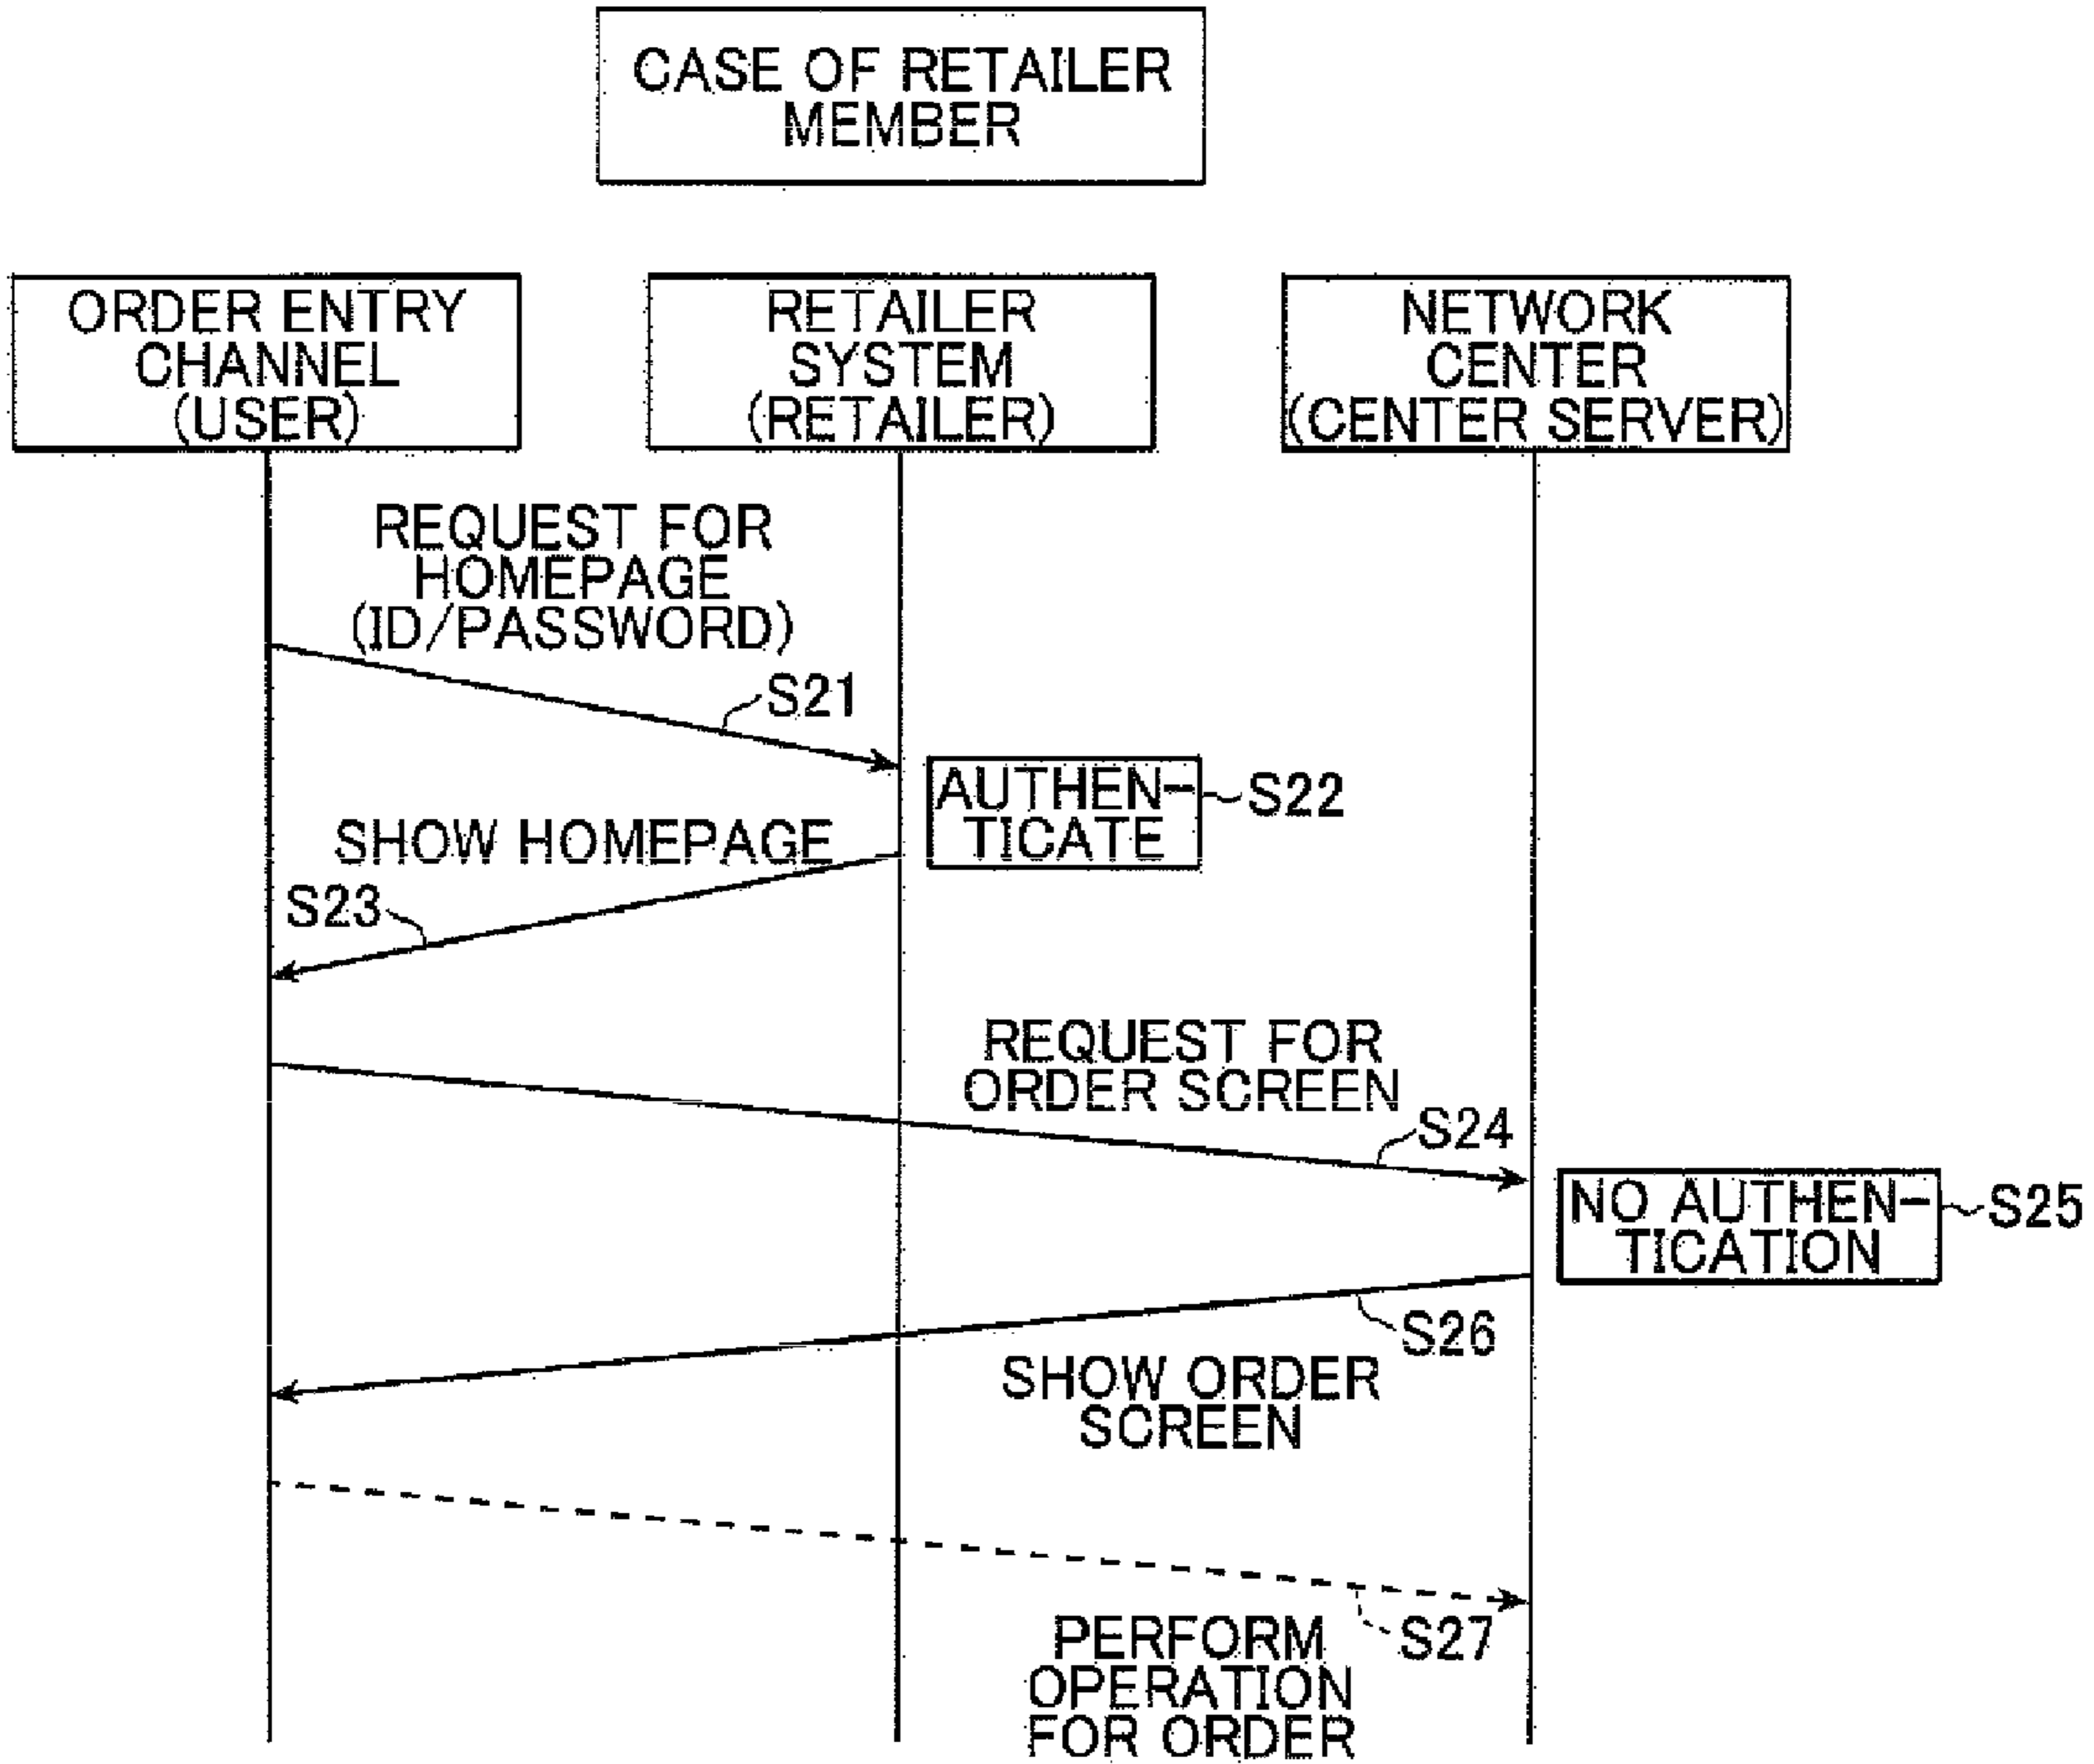 CASE OF RETAILER
MEMBER
ORDER ENTRY
CHANNEL
(USER)
RETAILER
SYSTEM
(RETAILER)
NETWORK
CENTER
(CENTER SERVER)
REQUEST FOR
HOMEPAGE
(ID/PASSWORD)
S21
AUTHEN-
TICATE
S22
SHOW HOMEPAGE
S23
REQUEST FOR
ORDER SCREEN
S24
NO AUTHEN-
TICATION
S25
S26
SHOW ORDER
SCREEN
S27
PERFORM
OPERATION
FOR ORDER